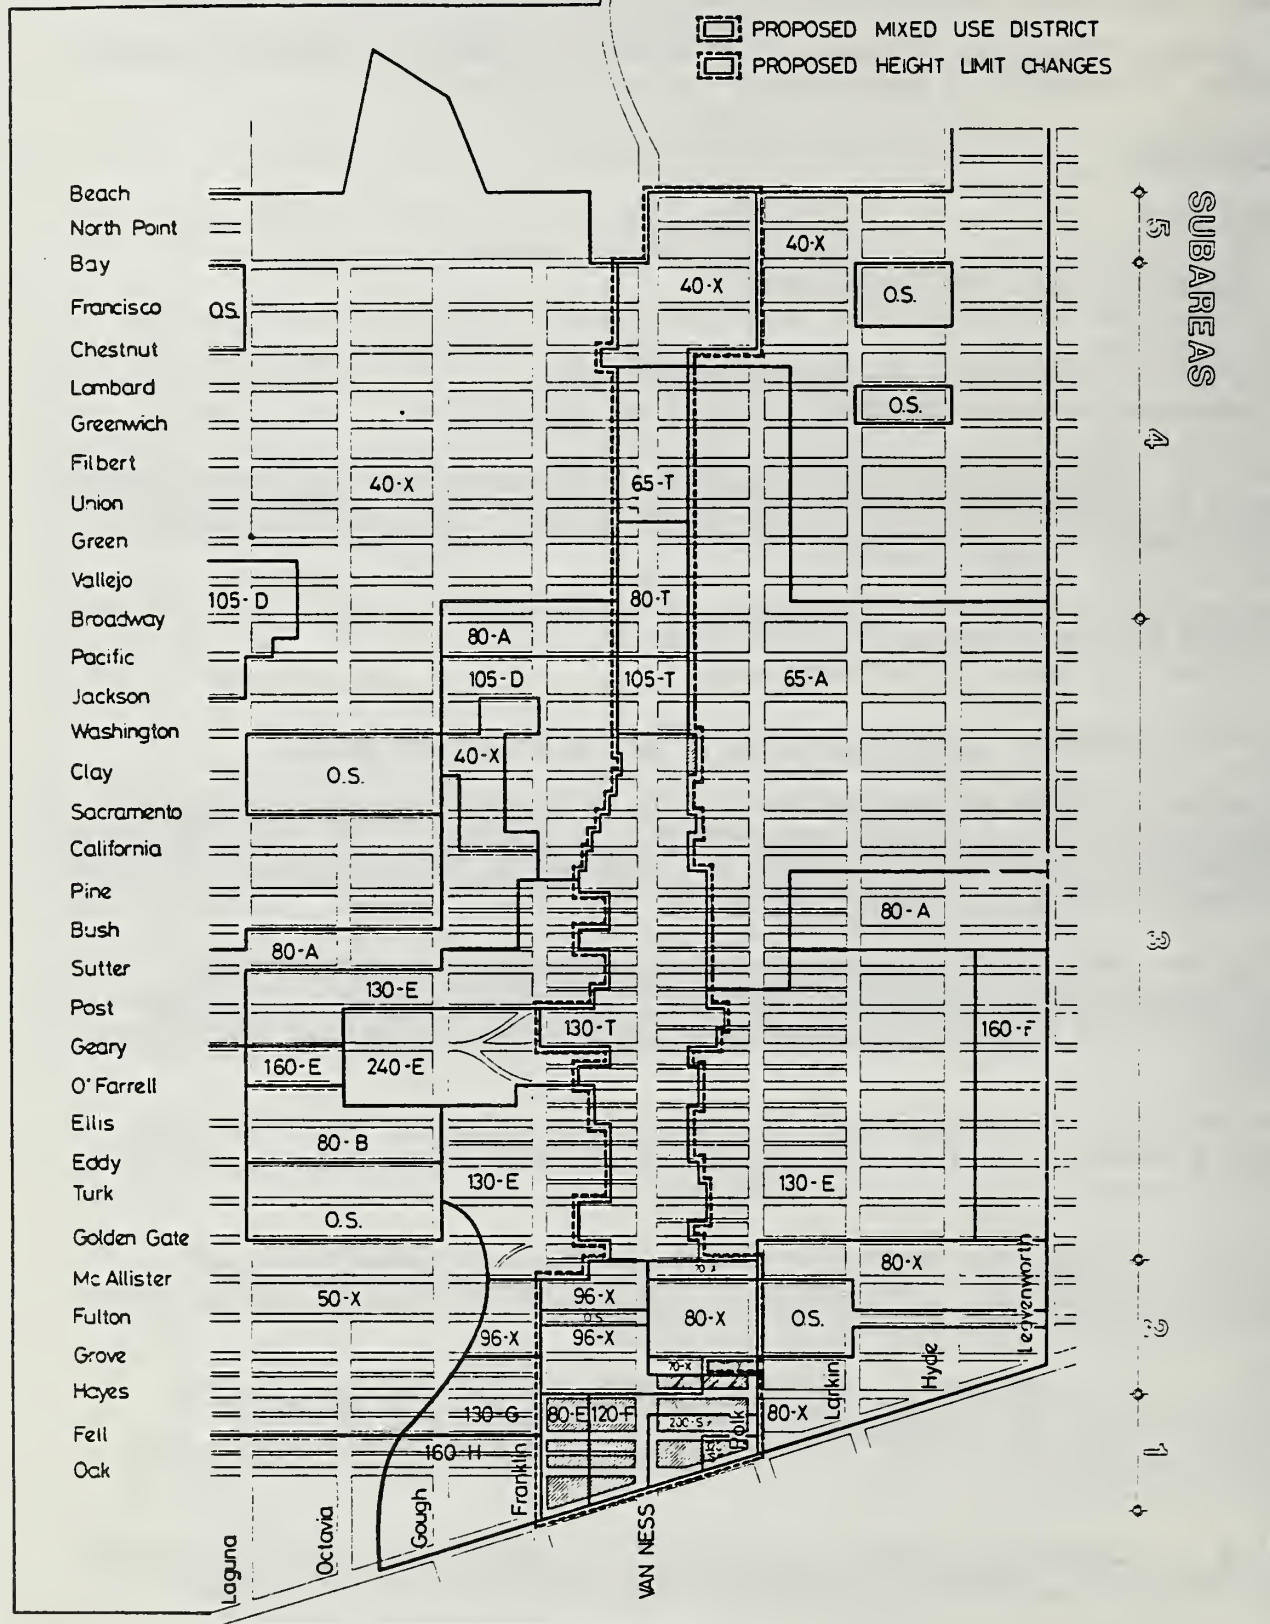 PROPOSED MIXED USE DISTRICT
PROPOSED HEIGHT LIMIT CHANGES
SUBAREAS
5
4
3
2
1
Beach
North Point
Bay
Francisco
Chestnut
Lombard
Greenwich
Filbert
Union
Green
Vallejo
Broadway
Pacific
Jackson
Washington
Clay
Sacramento
California
Pine
Bush
Sutter
Post
Geary
O'Farrell
Ellis
Eddy
Turk
Golden Gate
Mc Allister
Fulton
Grove
Hayes
Fell
Oak
40-X
40-X
O.S.
O.S.
O.S.
40-X
65-T
105-D
80-T
80-A
105-D
105-T
65-A
40-X
O.S.
80-A
80-A
130-E
130-T
160-F
160-E
240-E
80-B
130-E
130-E
O.S.
80-X
50-X
96-X
O.S.
80-X
O.S.
96-X
96-X
70-X
130-G
80-E
120-F
200-S
80-X
160-H
Laguna
Octavia
Gough
Franklin
VAN NESS
Polk
Larkin
Hyde
Leavenworth